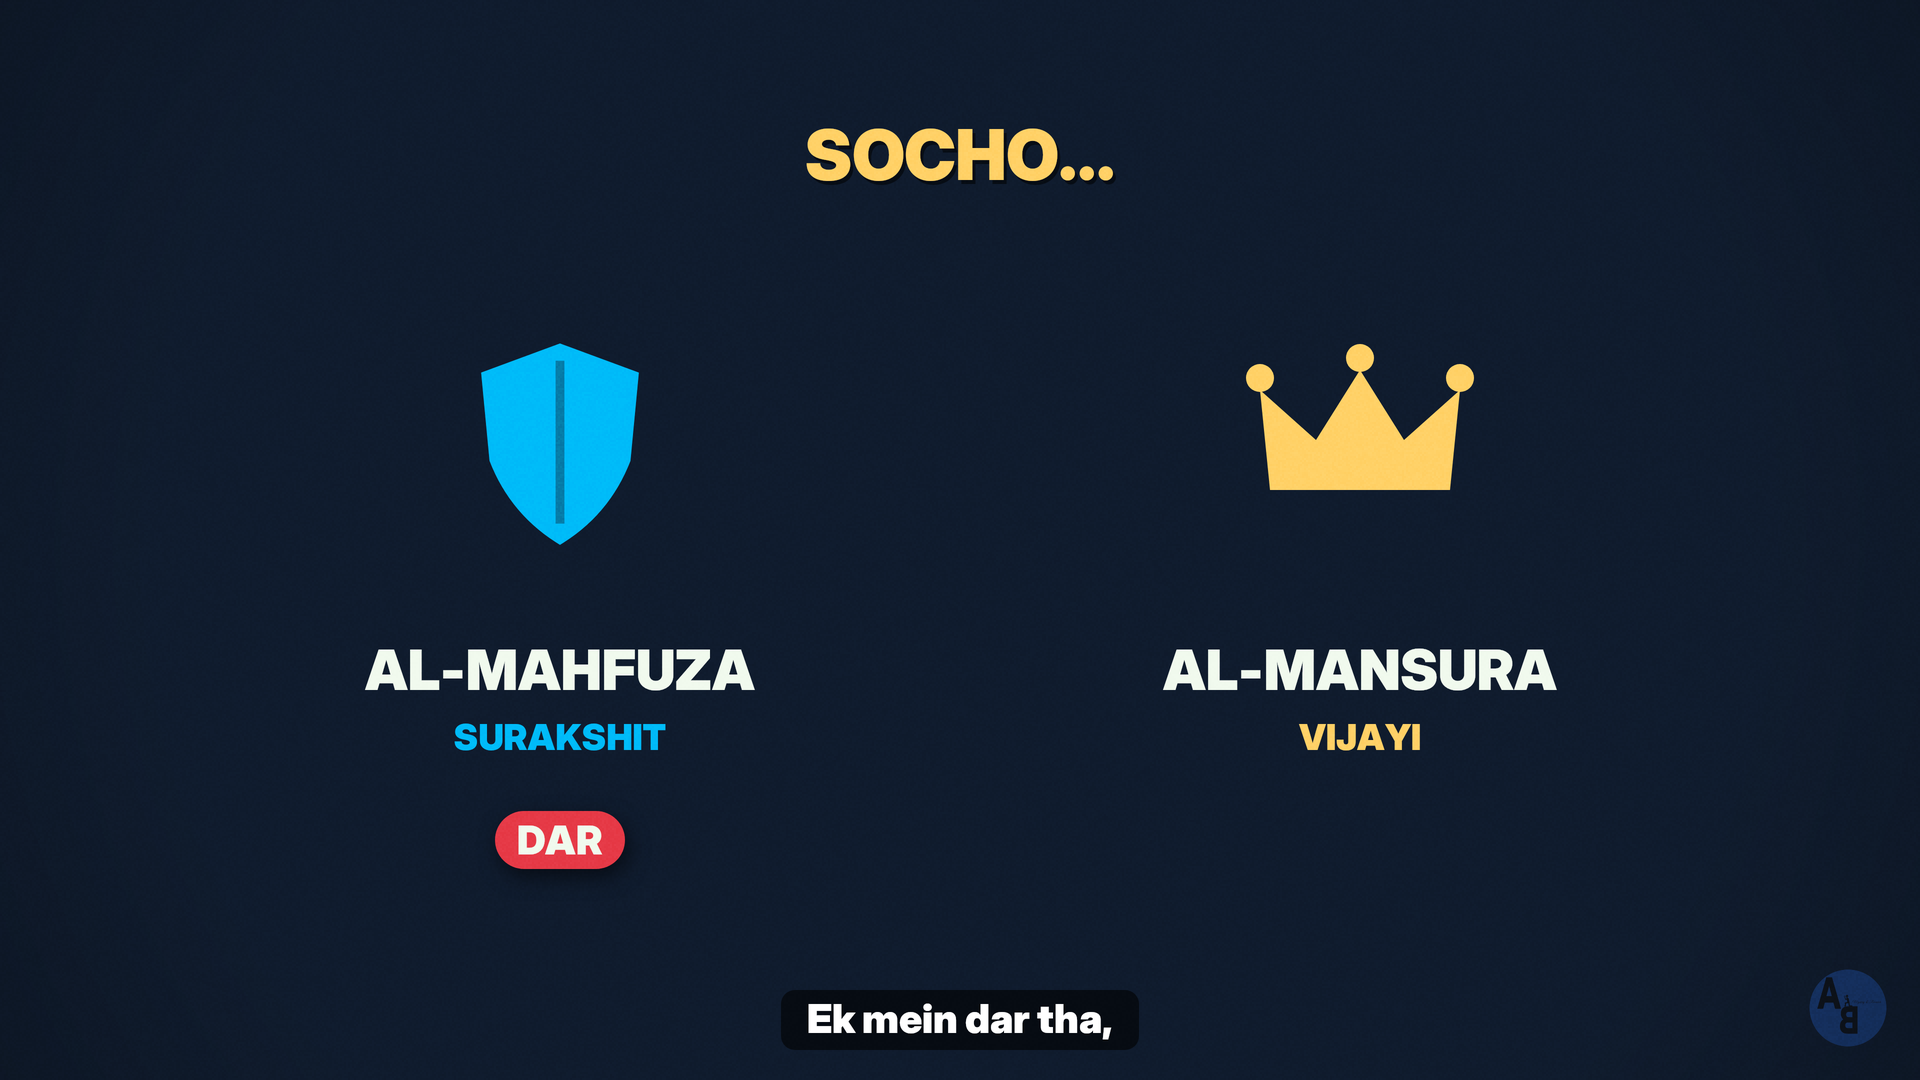 SOCHO...
AL-MAHFUZA
SURAKSHIT
DAR
AL-MANSURA
VIJAYI
Ek mein dar tha,
A
B